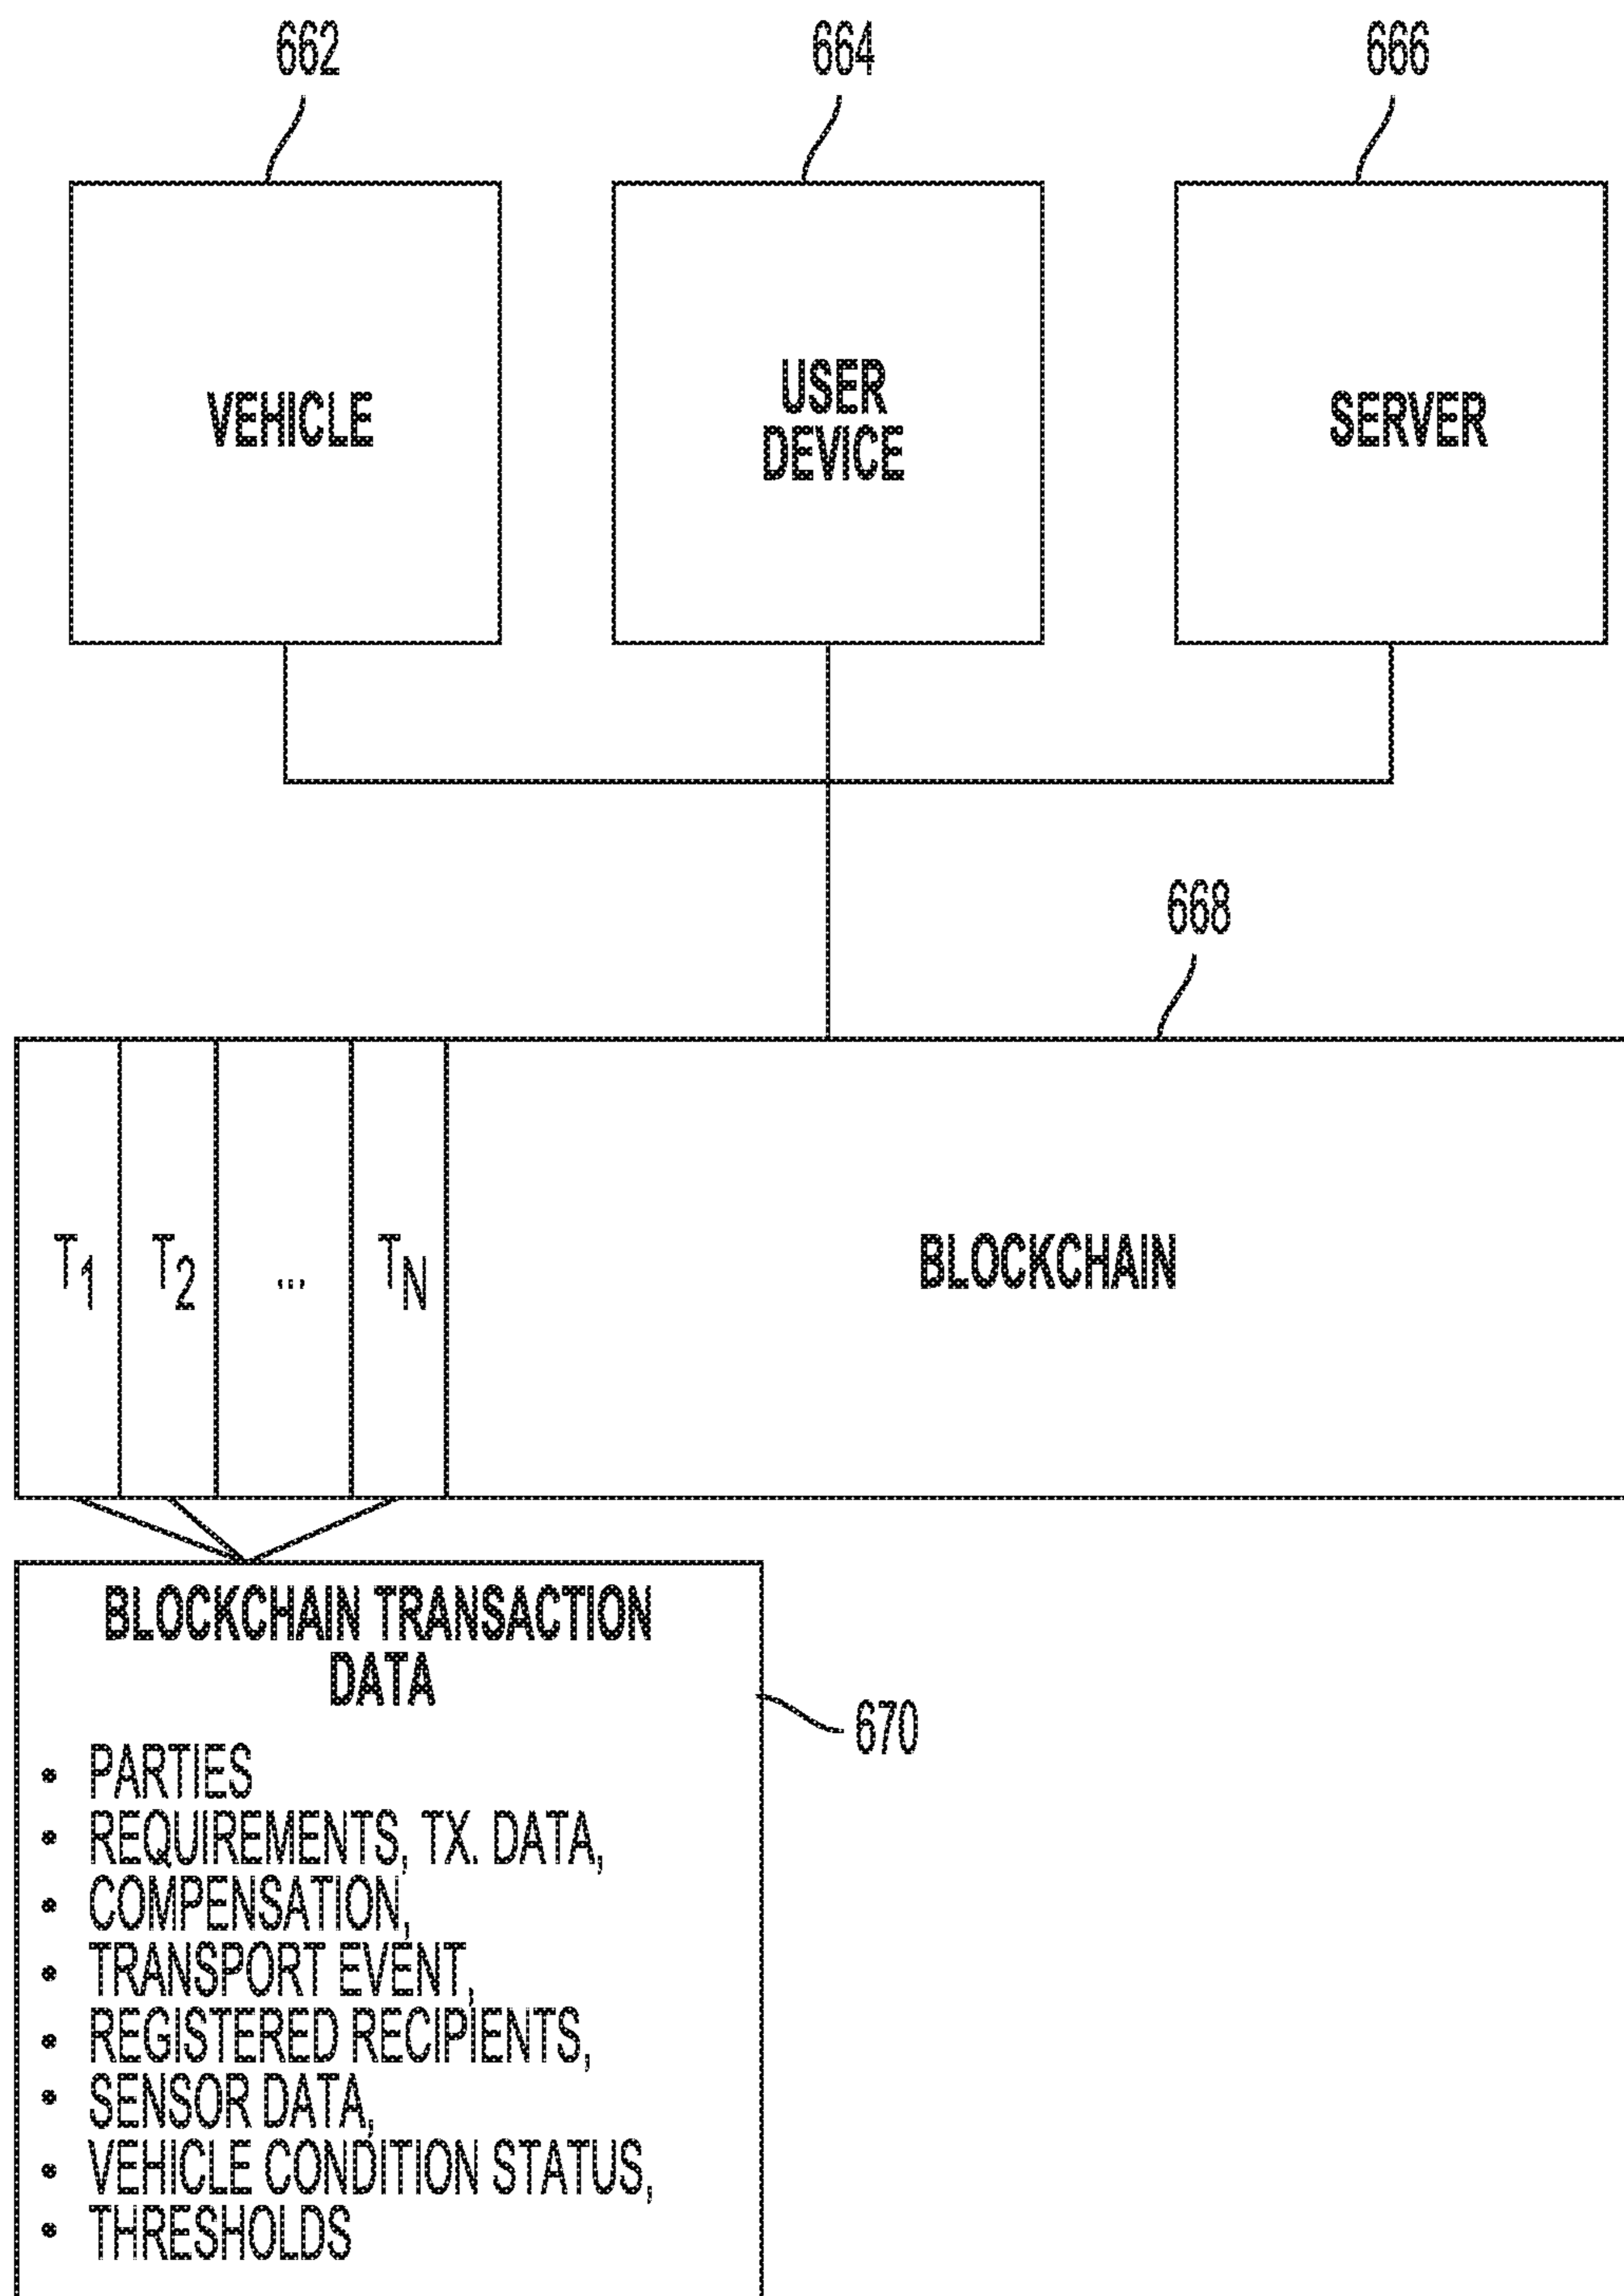 662
664
666
VEHICLE
USER
DEVICE
SERVER
668
T1
T2
...
TN
BLOCKCHAIN
BLOCKCHAIN TRANSACTION
DATA
670
• PARTIES
• REQUIREMENTS, TX. DATA,
• COMPENSATION,
• TRANSPORT EVENT,
• REGISTERED RECIPIENTS,
• SENSOR DATA,
• VEHICLE CONDITION STATUS,
• THRESHOLDS